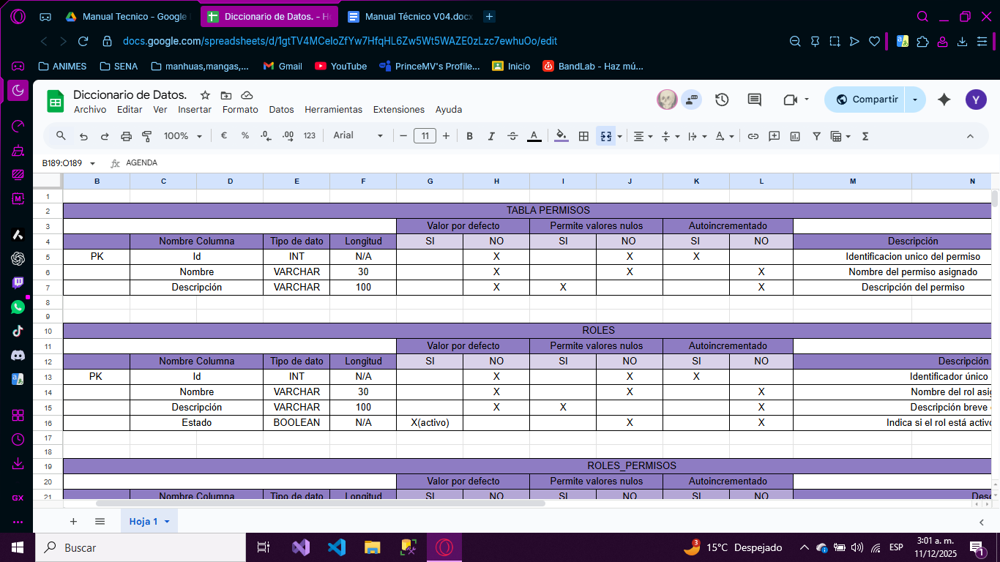 Manual Tecnico - Google
Diccionario de Datos. - H
Manual Técnico V04.docx
docs.google.com/spreadsheets/d/1gtTV4MCeloZfYw7HfqHL6Zw5Wt5WAZE0zLzc7ewhuOo/edit
ANIMES SENA manhuas,mangas,... Gmail YouTube PrinceMV's Profile... Inicio BandLab - Haz mú...
Diccionario de Datos.
Archivo Editar Ver Insertar Formato Datos Herramientas Extensiones Ayuda
Compartir
Y
100% € % .0 .00 123 Arial 11 B I S A
B189:O189 fx AGENDA
B C D E F G H I J K L M N
1
2 TABLA PERMISOS
3 Valor por defecto Permite valores nulos Autoincrementado
4 Nombre Columna Tipo de dato Longitud SI NO SI NO SI NO Descripción
5 PK Id INT N/A X X X Identificacion unico del permiso
6 Nombre VARCHAR 30 X X X Nombre del permiso asignado
7 Descripción VARCHAR 100 X X X Descripción del permiso
8
9
10 ROLES
11 Valor por defecto Permite valores nulos Autoincrementado
12 Nombre Columna Tipo de dato Longitud SI NO SI NO SI NO Descripción
13 PK Id INT N/A X X X Identificador único
14 Nombre VARCHAR 30 X X X Nombre del rol asig
15 Descripción VARCHAR 100 X X X Descripción breve
16 Estado BOOLEAN N/A X(activo) X X Indica si el rol está activo
17
18
19 ROLES_PERMISOS
20 Valor por defecto Permite valores nulos Autoincrementado
21 Nombre Columna Tipo de dato Longitud SI NO SI NO SI NO Desc
GX
Hoja 1
Buscar
3
15°C Despejado
ESP
3:01 a. m.
11/12/2025
1